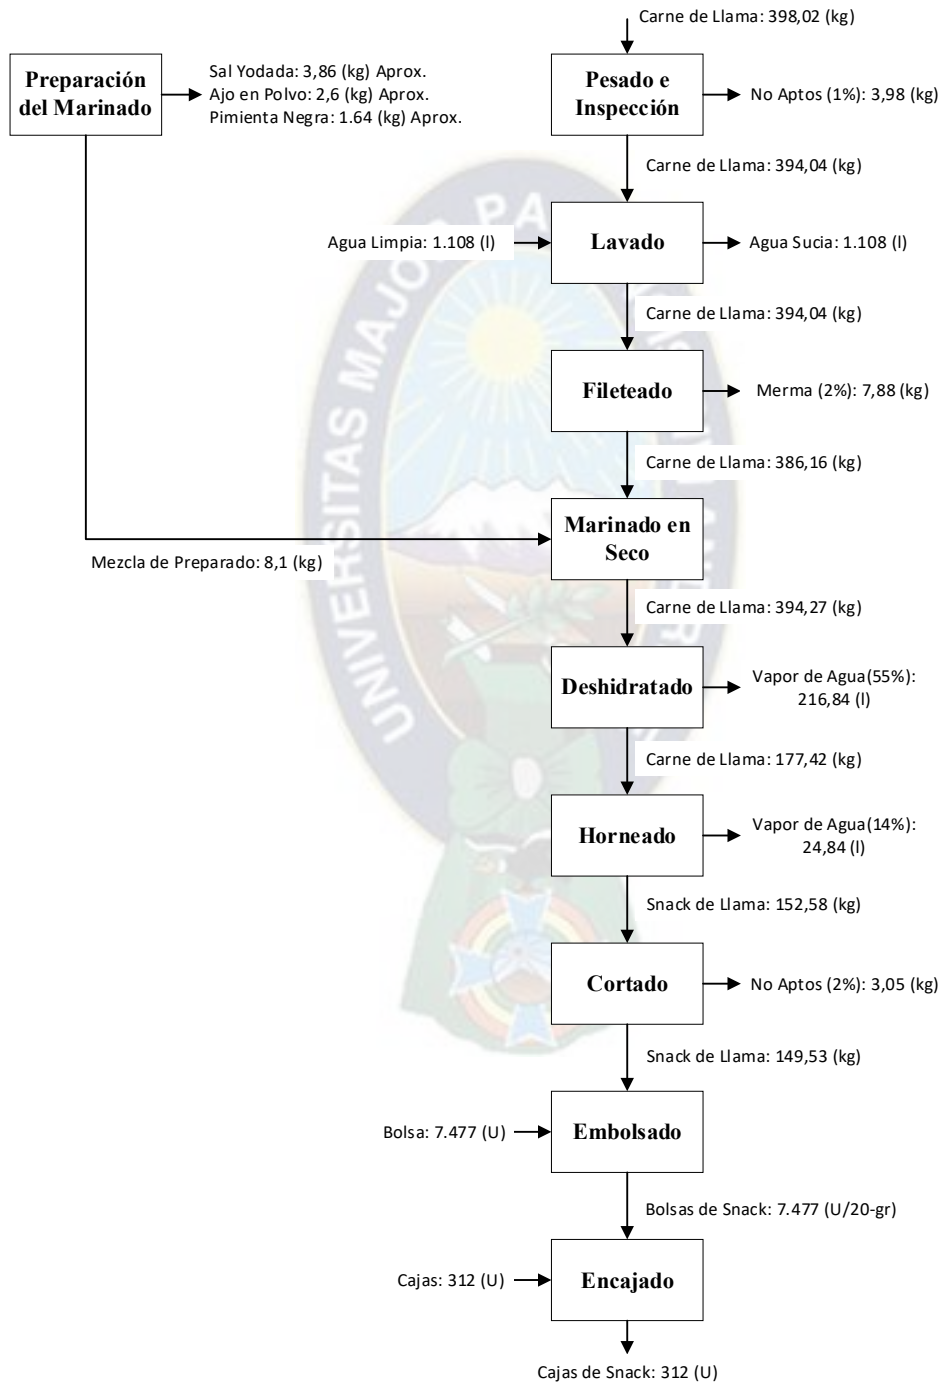 Carne de Llama: 398,02 (kg)
Preparación
del Marinado
Sal Yodada: 3,86 (kg) Aprox.
Ajo en Polvo: 2,6 (kg) Aprox.
Pimienta Negra: 1.64 (kg) Aprox.
Pesado e
Inspección
No Aptos (1%): 3,98 (kg)
Carne de Llama: 394,04 (kg)
Agua Limpia: 1.108 (l)
Lavado
Agua Sucia: 1.108 (l)
Carne de Llama: 394,04 (kg)
Fileteado
Merma (2%): 7,88 (kg)
Carne de Llama: 386,16 (kg)
Marinado en
Seco
Mezcla de Preparado: 8,1 (kg)
Carne de Llama: 394,27 (kg)
Deshidratado
Vapor de Agua(55%):
216,84 (l)
Carne de Llama: 177,42 (kg)
Horneado
Vapor de Agua(14%):
24,84 (l)
Snack de Llama: 152,58 (kg)
Cortado
No Aptos (2%): 3,05 (kg)
Snack de Llama: 149,53 (kg)
Bolsa: 7.477 (U)
Embolsado
Bolsas de Snack: 7.477 (U/20-gr)
Cajas: 312 (U)
Encajado
Cajas de Snack: 312 (U)
UNIVERSITAS MAJOR PA